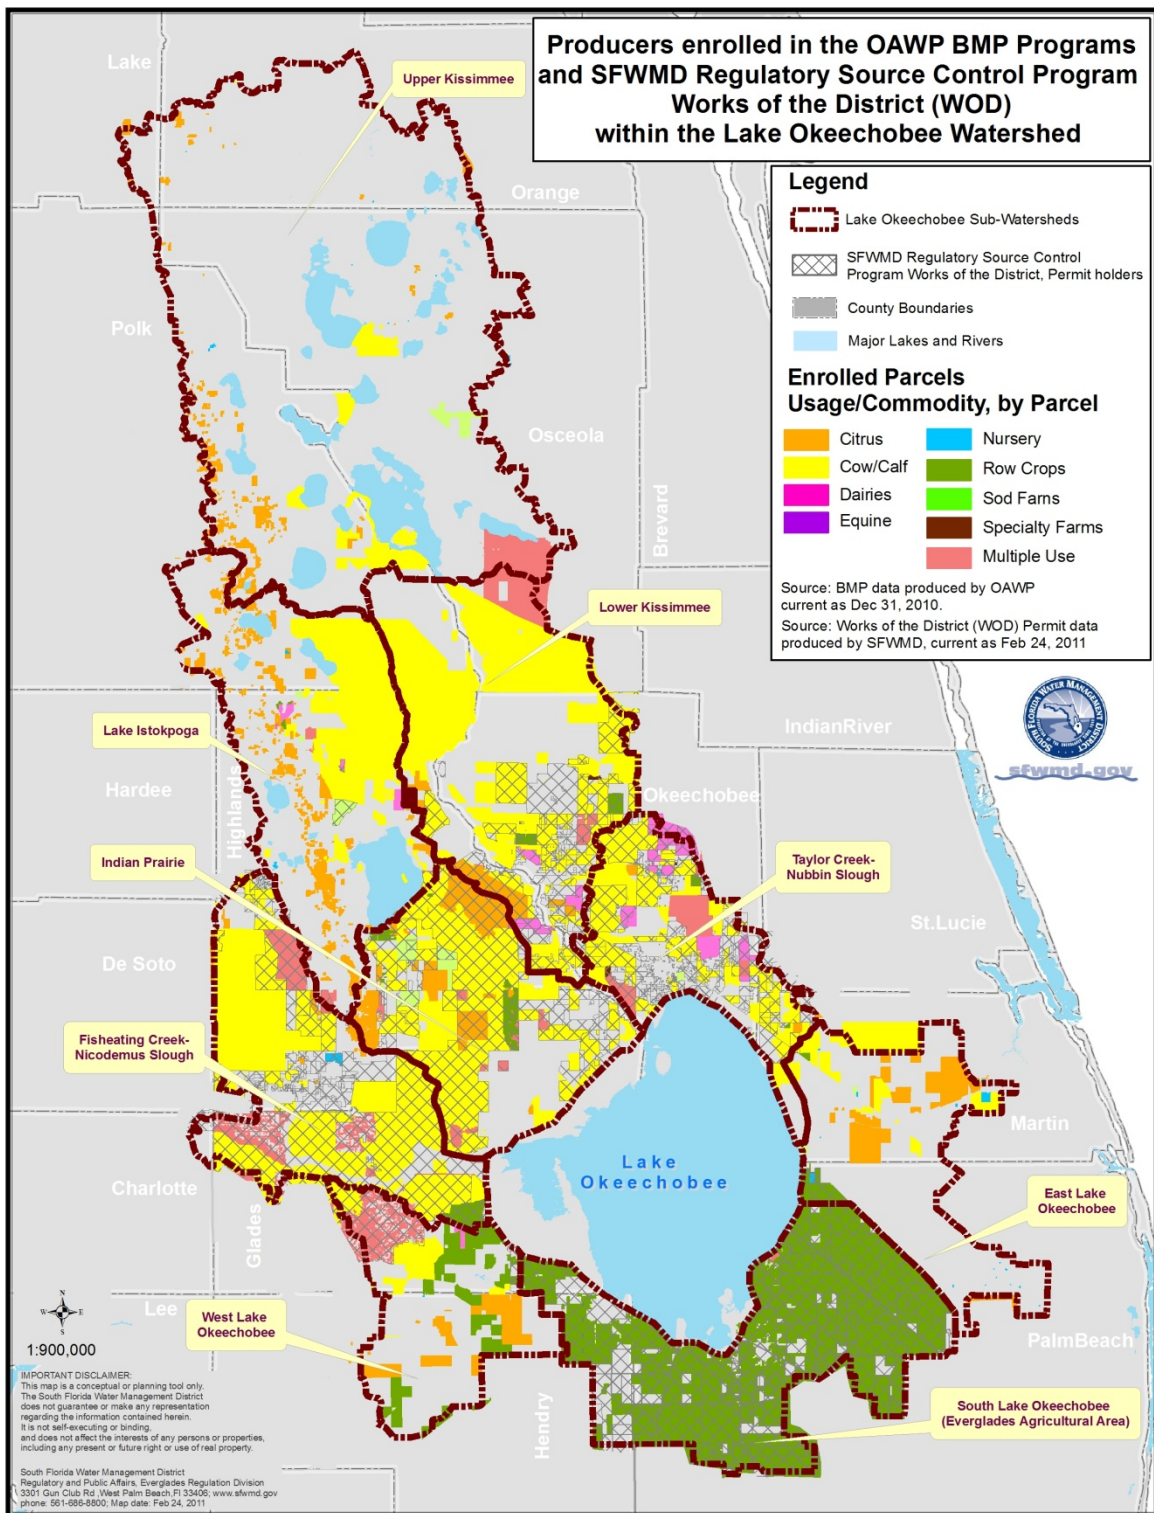 Producers enrolled in the OAWP BMP Programs
and SFWMD Regulatory Source Control Program
Works of the District (WOD)
within the Lake Okeechobee Watershed
Legend
Lake Okeechobee Sub-Watersheds
SFWMD Regulatory Source Control
Program Works of the District, Permit holders
County Boundaries
Major Lakes and Rivers
Enrolled Parcels
Usage/Commodity, by Parcel
Citrus
Cow/Calf
Dairies
Equine
Nursery
Row Crops
Sod Farns
Specialty Farms
Multiple Use
Source: BMP data produced by OAWP
current as Dec 31, 2010.
Source: Works of the District (WOD) Permit data
produced by SFWMD, current as Feb 24, 2011
SOUTH FLORIDA WATER MANAGEMENT DISTRICT
sfwmd.gov
Lake
Upper Kissimmee
Orange
Polk
Osceola
Brevard
Lower Kissimmee
Lake Istokpoga
IndianRiver
Hardee
Highlands
Okeechobee
Indian Prairie
Taylor Creek-
Nubbin Slough
St.Lucie
De Soto
Fisheating Creek-
Nicodemus Slough
Martin
Lake
Okeechobee
Charlotte
Glades
East Lake
Okeechobee
Lee
West Lake
Okeechobee
PalmBeach
Hendry
South Lake Okeechobee
(Everglades Agricultural Area)
N
W E
S
1:900,000
IMPORTANT DISCLAIMER:
This map is a conceptual or planning tool only.
The South Florida Water Management District
does not guarantee or make any representation
regarding the information contained herein.
It is not self-executing or binding,
and does not affect the interests of any persons or properties,
including any present or future right or use of real property.
South Florida Water Management District
Regulatory and Public Affairs, Everglades Regulation Division
3301 Gun Club Rd ,West Palm Beach,Fl 33406; www.sfwmd.gov
phone: 561-686-8800; Map date: Feb 24, 2011